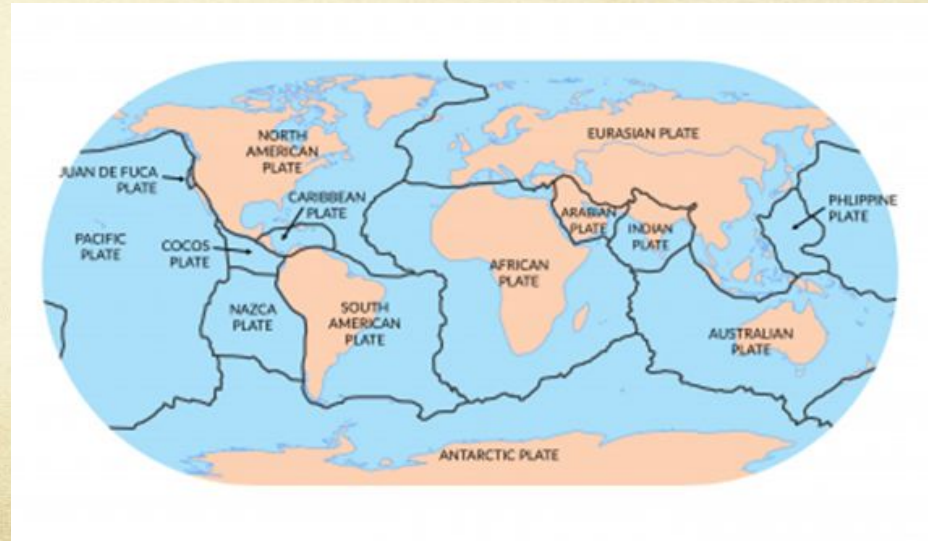 NORTH
AMERICAN
PLATE
EURASIAN PLATE
JUAN DE FUCA
PLATE
CARIBBEAN
PLATE
ARABIAN
PLATE
INDIAN
PLATE
PHLIPPINE
PLATE
PACIFIC
PLATE
COCOS
PLATE
AFRICAN
PLATE
NAZCA
PLATE
SOUTH
AMERICAN
PLATE
AUSTRALIAN
PLATE
ANTARCTIC PLATE